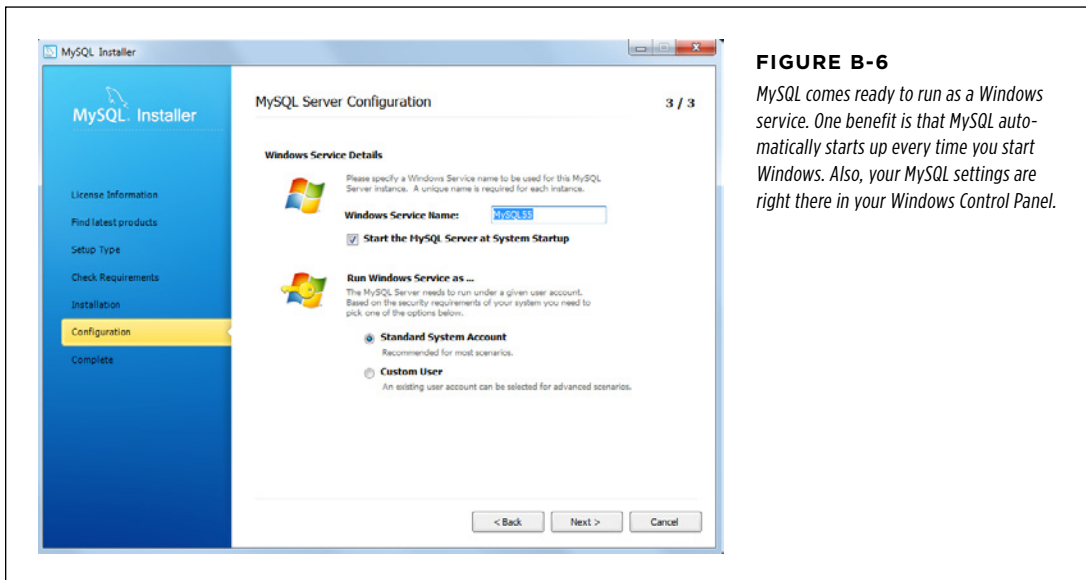 MySQL Installer
MySQL Installer
License Information
Find latest products
Setup Type
Check Requirements
Installation
Configuration
Complete
MySQL Server Configuration
3 / 3
Windows Service Details
Please specify a Windows Service name to be used for this MySQL
Server instance. A unique name is required for each instance.
Windows Service Name:
MySQL55
Start the MySQL Server at System Startup
Run Windows Service as ...
The MySQL Server needs to run under a given user account.
Based on the security requirements of your system you need to
pick one of the options below.
Standard System Account
Recommended for most scenarios.
Custom User
An existing user account can be selected for advanced scenarios.
< Back
Next >
Cancel
FIGURE B-6
MySQL comes ready to run as a Windows
service. One benefit is that MySQL auto-
matically starts up every time you start
Windows. Also, your MySQL settings are
right there in your Windows Control Panel.